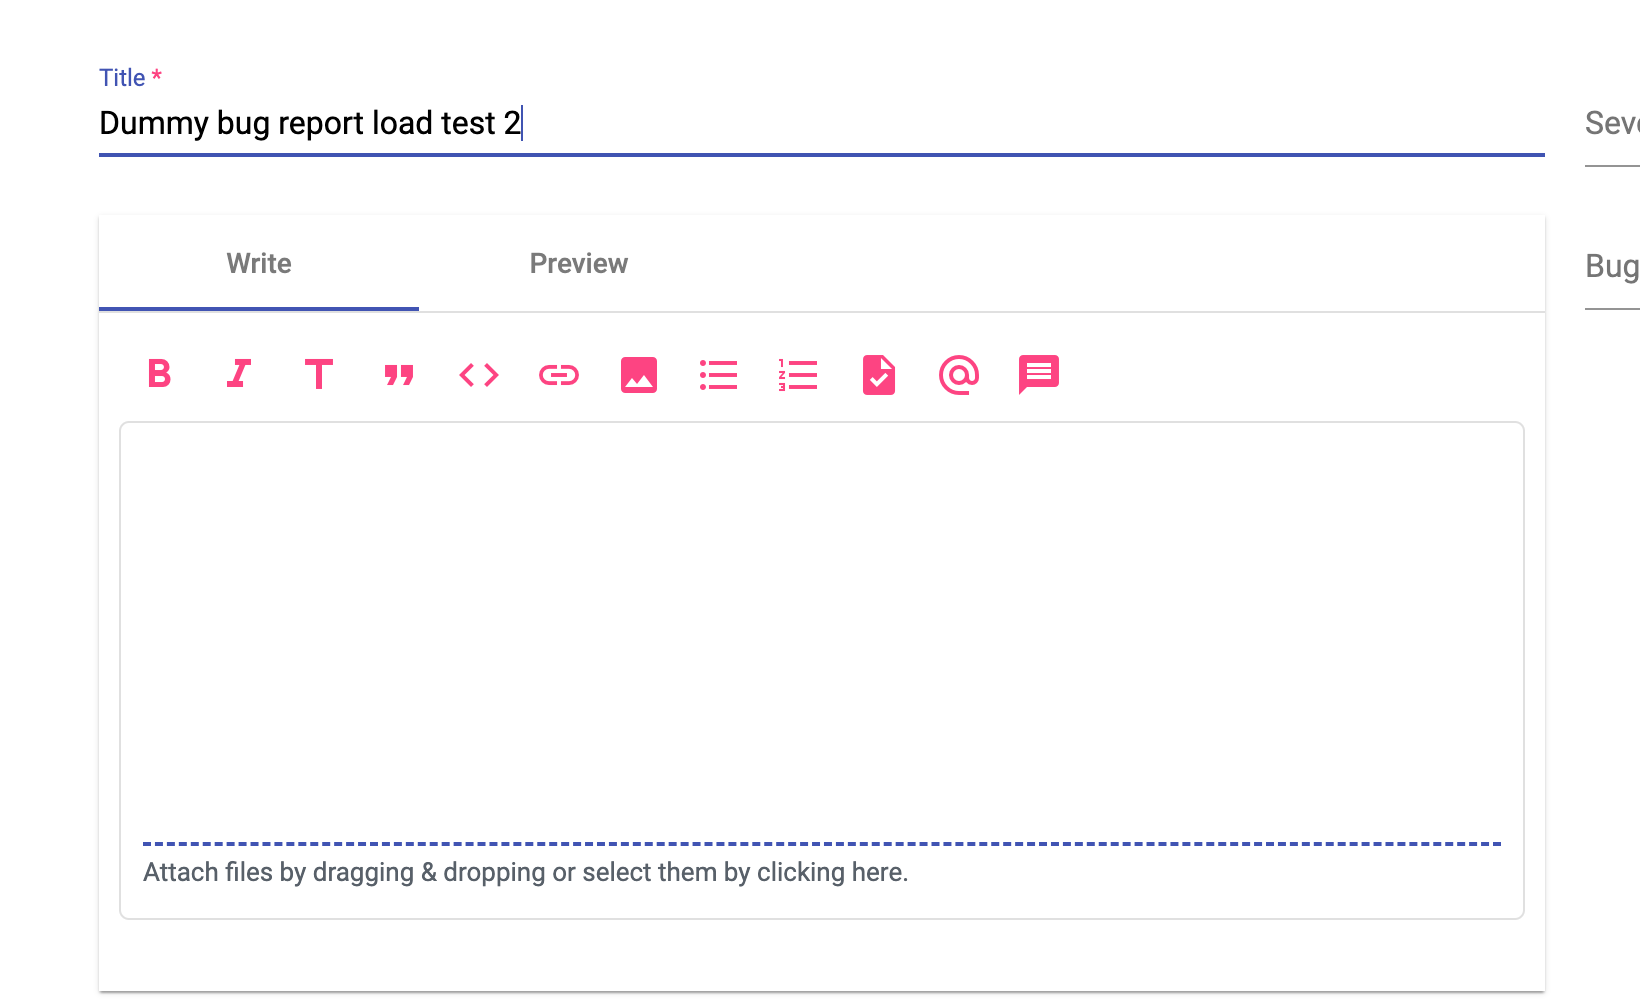 Title *
Dummy bug report load test 2
Seve
Bug
Write
Preview
Attach files by dragging & dropping or select them by clicking here.